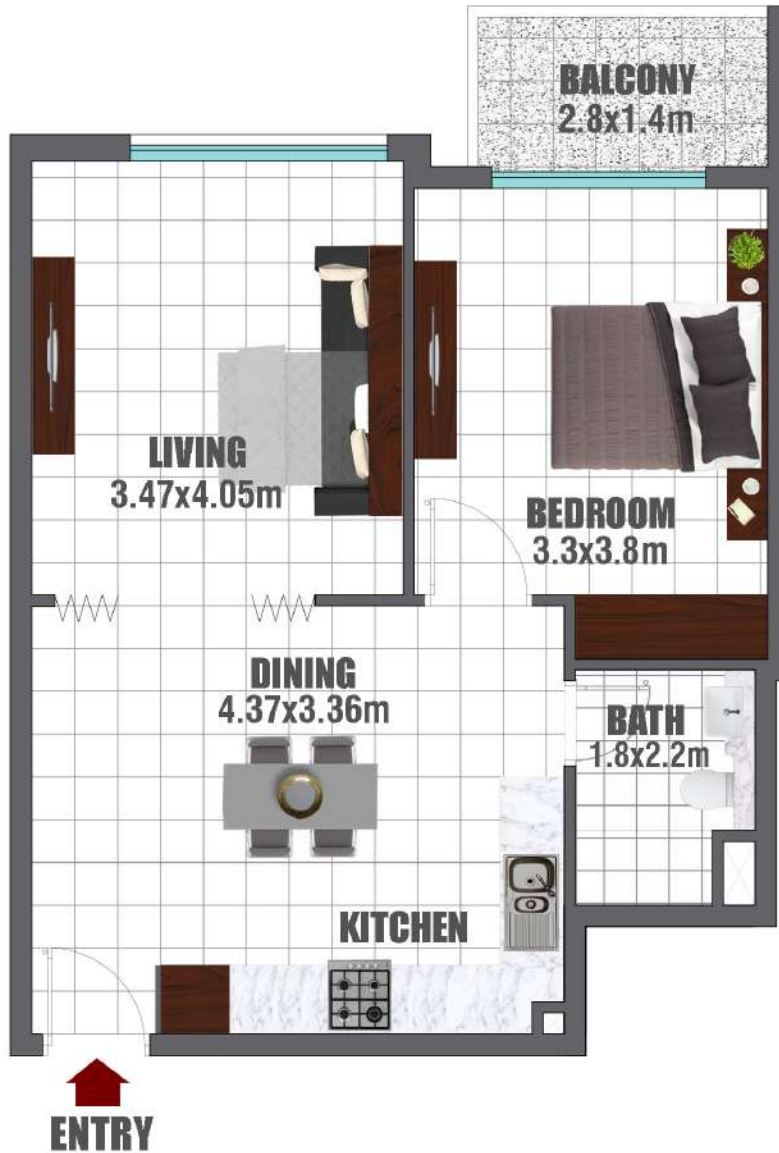 BALCONY
2.8x1.4m
LIVING
3.47x4.05m
BEDROOM
3.3x3.8m
DINING
4.37x3.36m
BATH
1.8x2.2m
KITCHEN
ENTRY